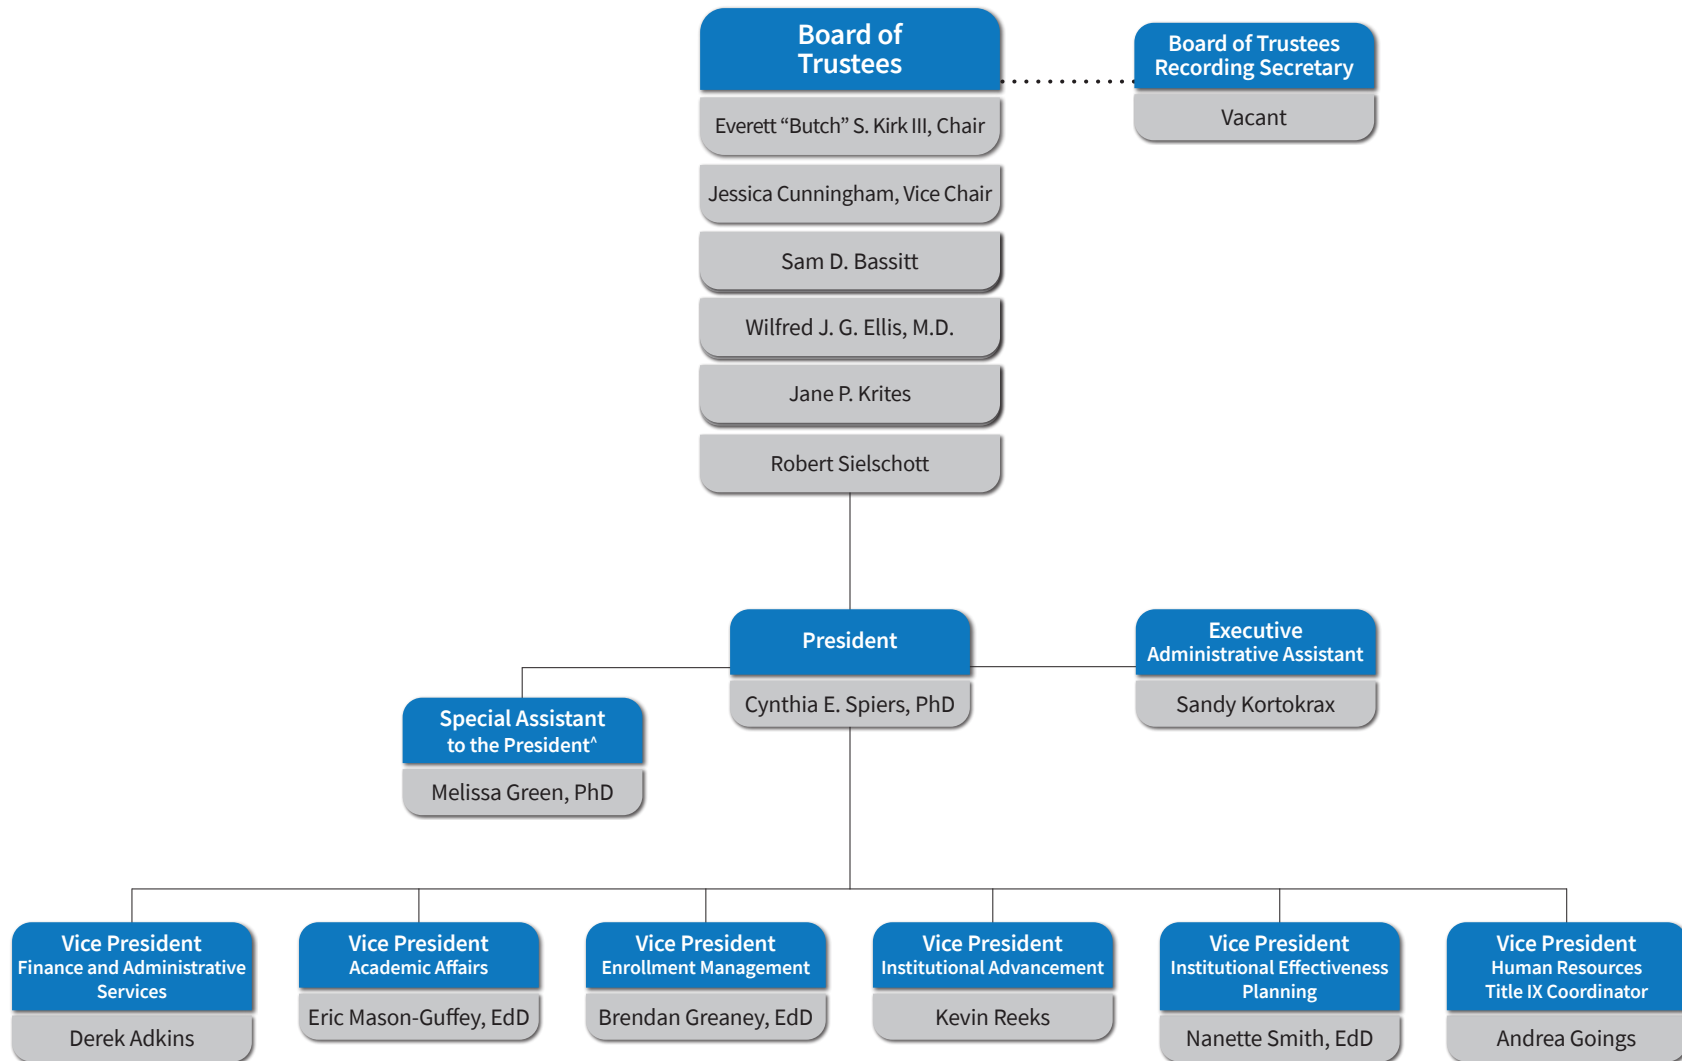 Board of
Trustees
Board of Trustees
Recording Secretary
Everett “Butch” S. Kirk III, Chair
Vacant
Jessica Cunningham, Vice Chair
Sam D. Bassitt
Wilfred J. G. Ellis, M.D.
Jane P. Krites
Robert Sielschott
President
Cynthia E. Spiers, PhD
Executive
Administrative Assistant
Sandy Kortokrax
Special Assistant
to the President^
Melissa Green, PhD
Vice President
Finance and Administrative
Services
Derek Adkins
Vice President
Academic Affairs
Eric Mason-Guffey, EdD
Vice President
Enrollment Management
Brendan Greaney, EdD
Vice President
Institutional Advancement
Kevin Reeks
Vice President
Institutional Effectiveness
Planning
Nanette Smith, EdD
Vice President
Human Resources
Title IX Coordinator
Andrea Goings